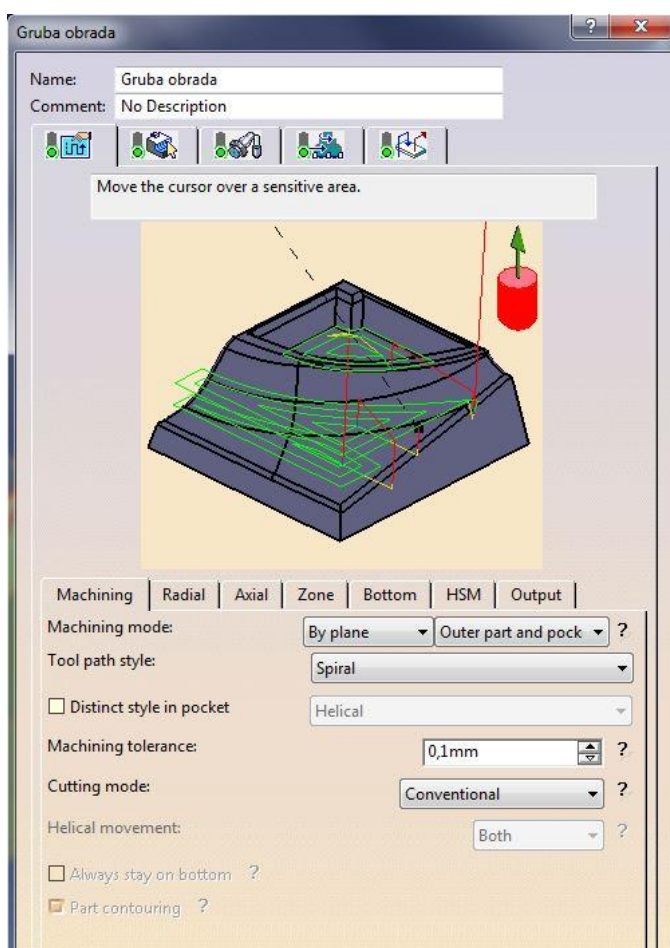 Gruba obrada
?
X
Name: Gruba obrada
Comment: No Description
Move the cursor over a sensitive area.
Machining Radial Axial Zone Bottom HSM Output
Machining mode: By plane Outer part and pock ?
Tool path style: Spiral
Distinct style in pocket Helical
Machining tolerance: 0,1mm ?
Cutting mode: Conventional ?
Helical movement: Both ?
Always stay on bottom ?
Part contouring ?